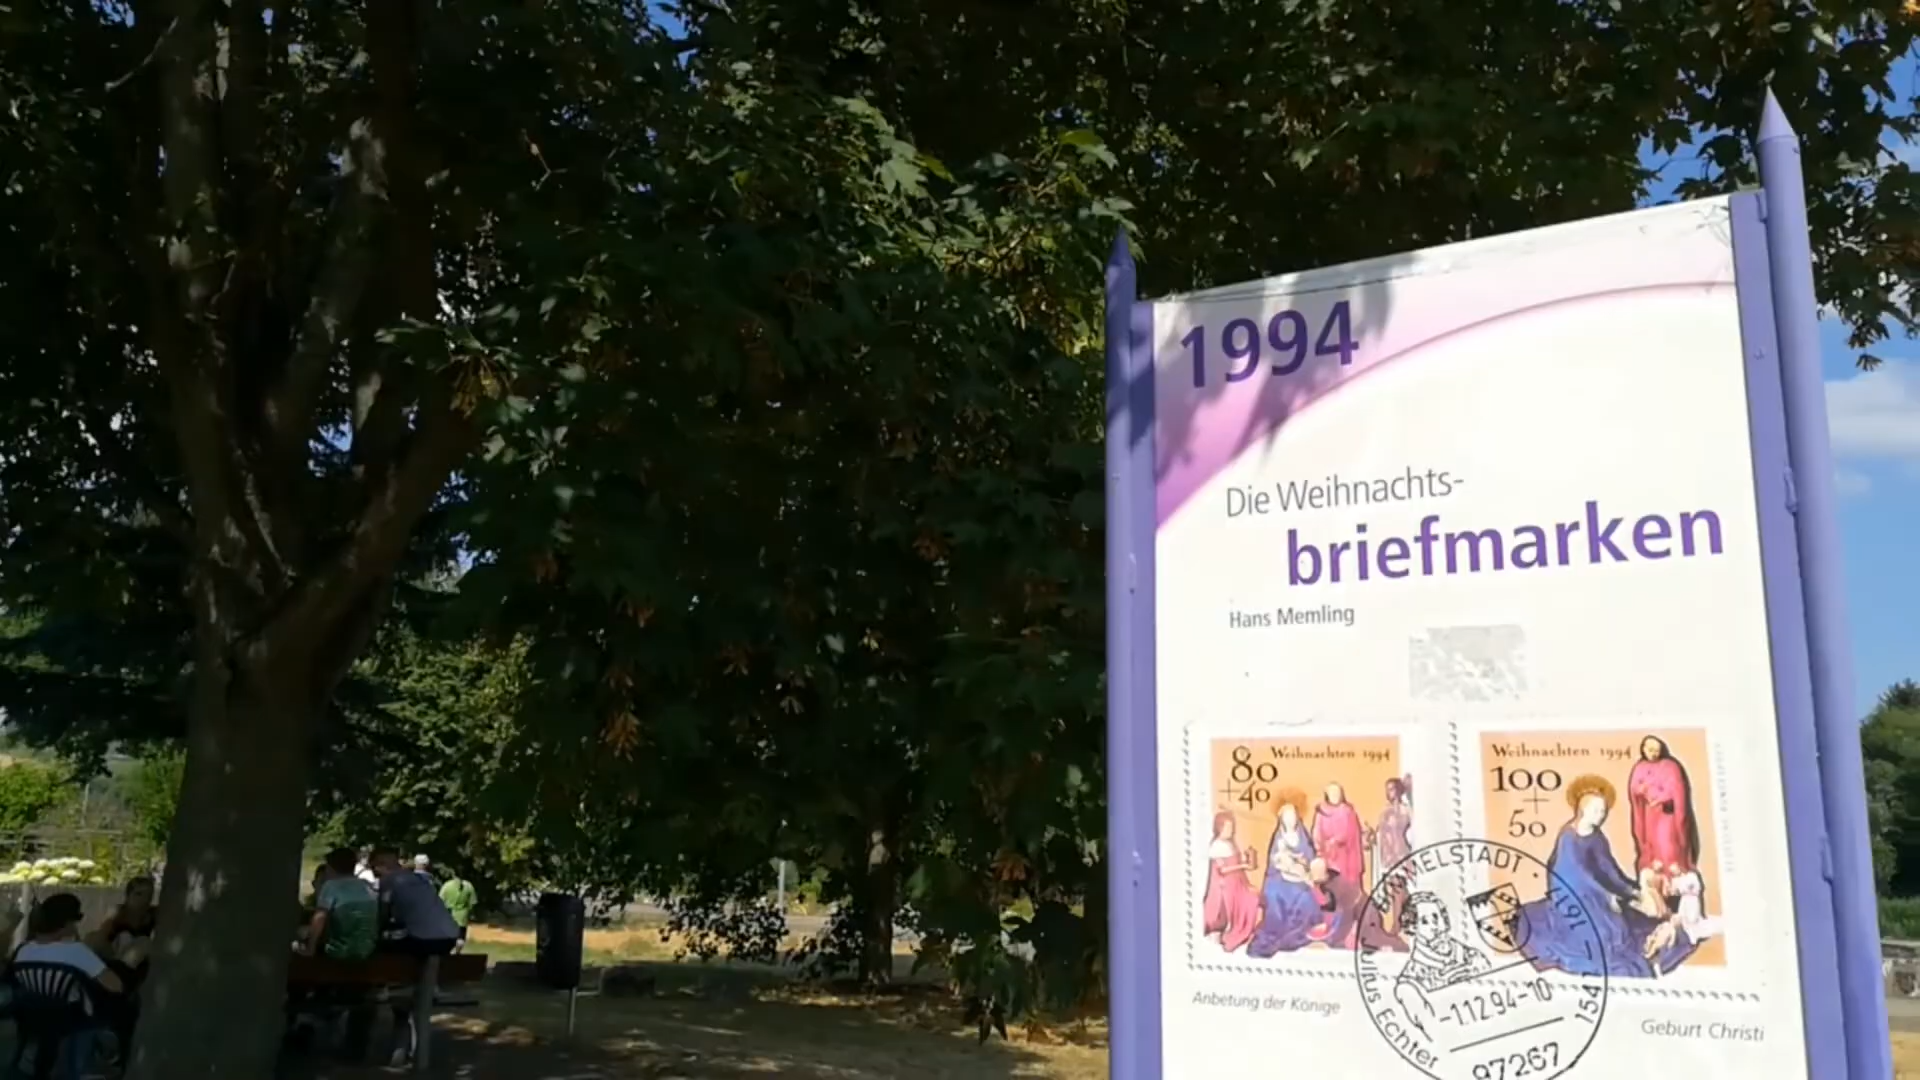 1994
Die Weihnachts-
briefmarken
Hans Memling
80
+40
Weihnachten 1994
Weihnachten 1994
100
+
50
HIMMELSTADT
Julius Echter
1541 - 1617
-1.12.94-10
97267
Anbetung der Könige
Geburt Christi